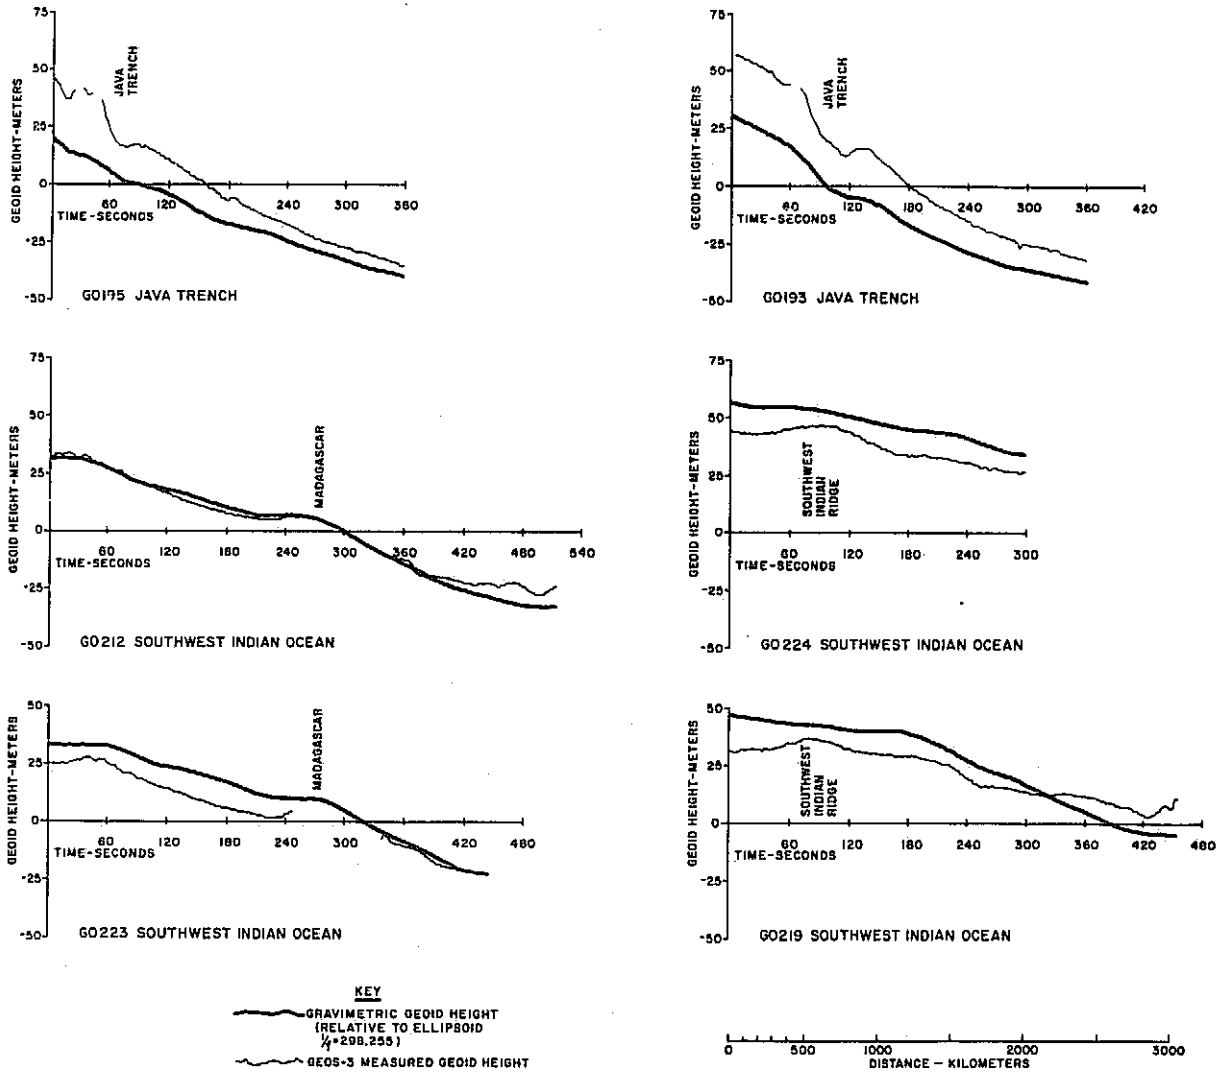 75
50
25
0
-25
-50
GEOID HEIGHT-METERS
JAVA
TRENCH
60 120 180 240 300 360
TIME-SECONDS
GO195 JAVA TRENCH
75
50
25
0
-25
-50
GEOID HEIGHT-METERS
JAVA
TRENCH
60 120 180 240 300 360 420
TIME-SECONDS
GO193 JAVA TRENCH
75
50
25
0
-25
-50
GEOID HEIGHT-METERS
MADAGASCAR
60 120 180 240 300 360 420 480 540
TIME-SECONDS
GO212 SOUTHWEST INDIAN OCEAN
75
50
25
0
-25
-50
GEOID HEIGHT-METERS
SOUTHWEST
INDIAN
RIDGE
60 120 180 240 300
TIME-SECONDS
GO224 SOUTHWEST INDIAN OCEAN
50
25
0
-25
-50
GEOID HEIGHT-METERS
MADAGASCAR
60 120 180 240 300 360 420 480
TIME-SECONDS
GO223 SOUTHWEST INDIAN OCEAN
50
25
0
-25
-50
GEOID HEIGHT-METERS
SOUTHWEST
INDIAN
RIDGE
60 120 180 240 300 360 420 480
TIME-SECONDS
GO219 SOUTHWEST INDIAN OCEAN
KEY
GRAVIMETRIC GEOID HEIGHT
(RELATIVE TO ELLIPSOID
1/f=298.255)
GEOS-3 MEASURED GEOID HEIGHT
0 500 1000 2000 3000
DISTANCE - KILOMETERS